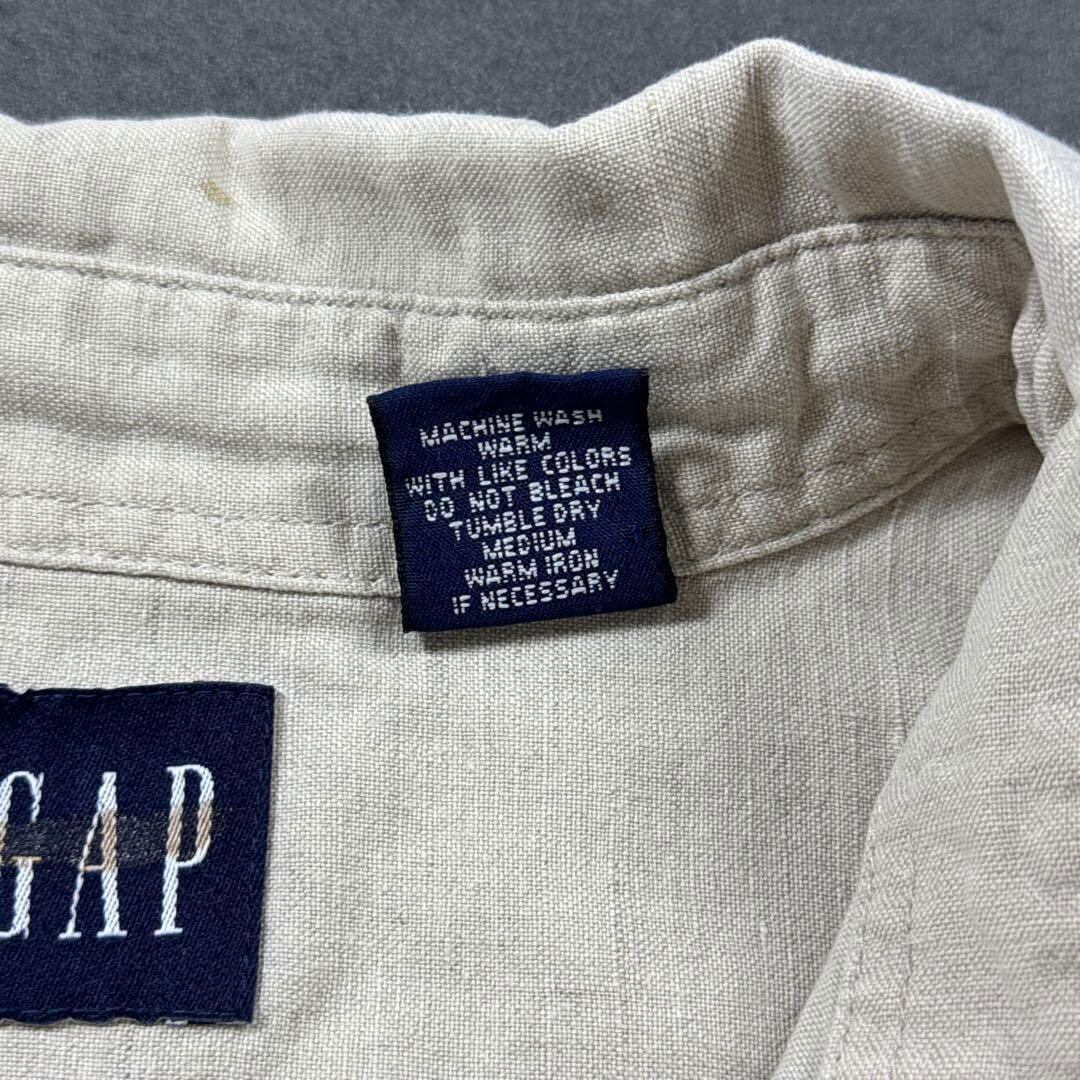 MACHINE WASH
WARM
WITH LIKE COLORS
DO NOT BLEACH
TUMBLE DRY
MEDIUM
WARM IRON
IF NECESSARY
GAP